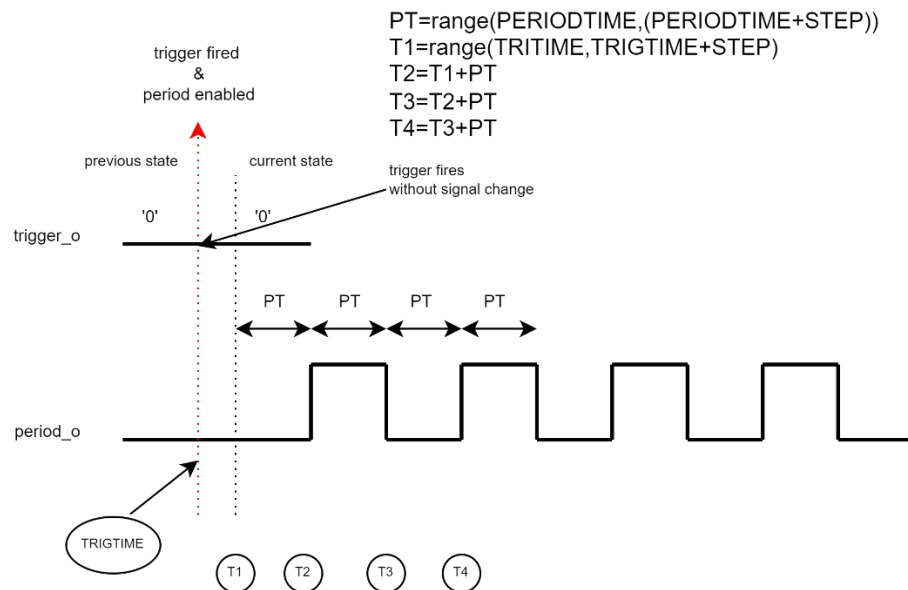 PT=range(PERIODTIME,(PERIODTIME+STEP))
T1=range(TRITIME,TRIGTIME+STEP)
T2=T1+PT
T3=T2+PT
T4=T3+PT
trigger fired
&
period enabled
previous state
current state
trigger fires
without signal change
'0'
'0'
trigger_o
PT
PT
PT
PT
period_o
TRIGTIME
T1
T2
T3
T4